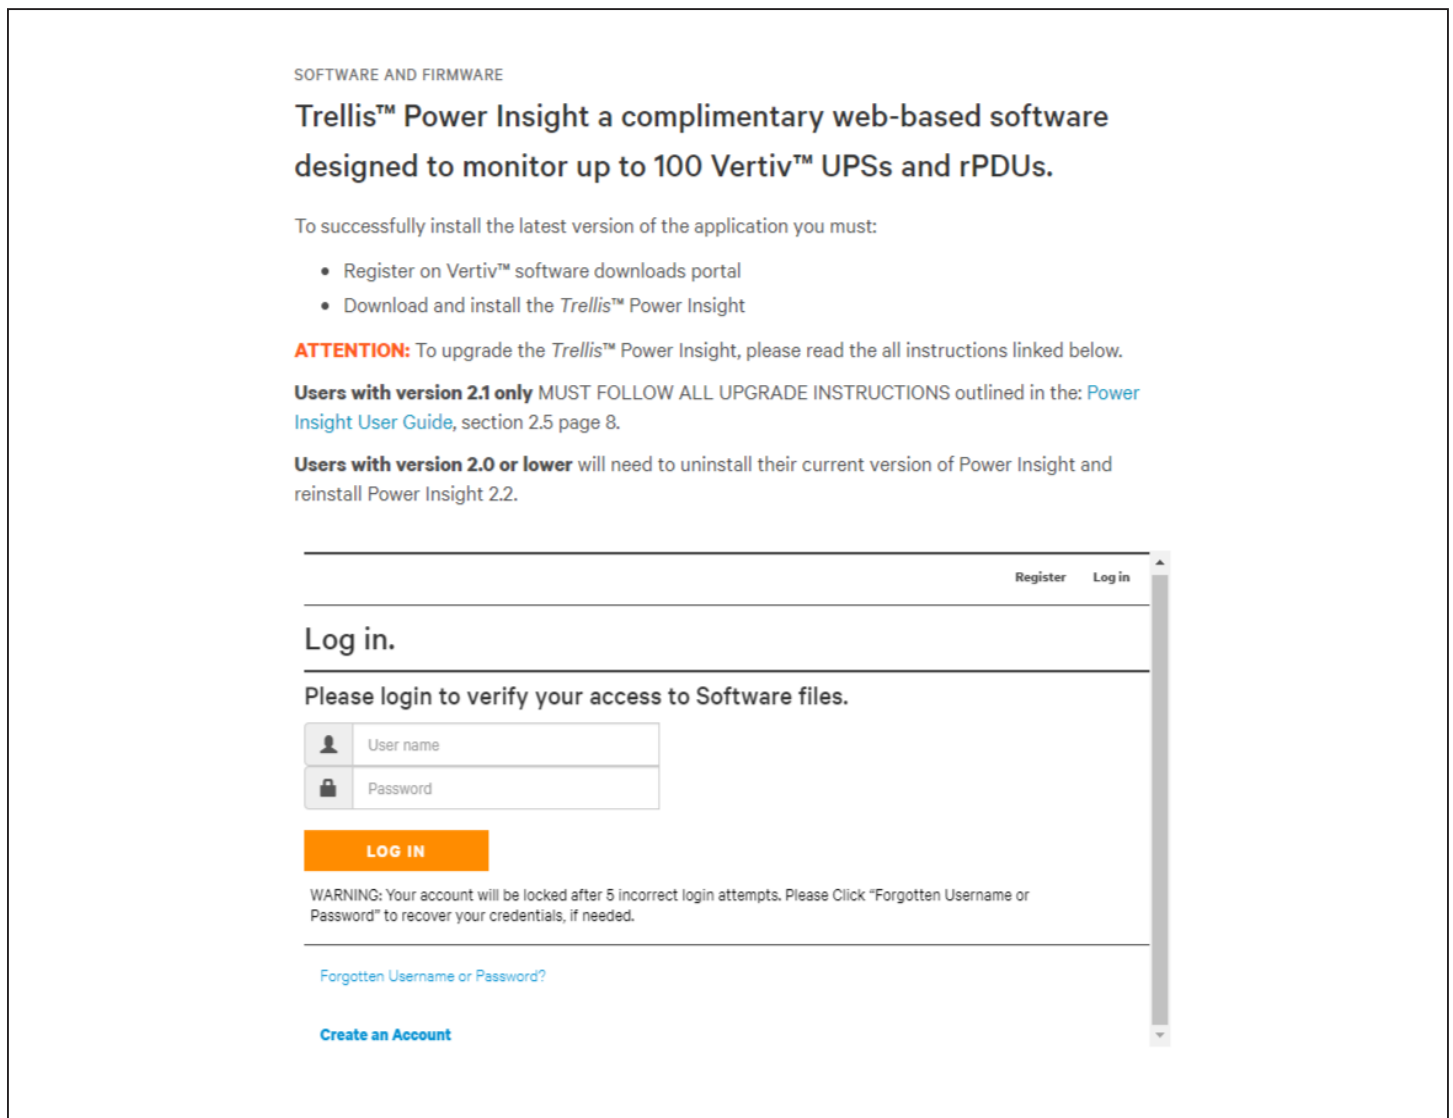 SOFTWARE AND FIRMWARE
Trellis™ Power Insight a complimentary web-based software
designed to monitor up to 100 Vertiv™ UPSs and rPDUs.
To successfully install the latest version of the application you must:
• Register on Vertiv™ software downloads portal
• Download and install the Trellis™ Power Insight
ATTENTION: To upgrade the Trellis™ Power Insight, please read the all instructions linked below.
Users with version 2.1 only MUST FOLLOW ALL UPGRADE INSTRUCTIONS outlined in the: Power
Insight User Guide, section 2.5 page 8.
Users with version 2.0 or lower will need to uninstall their current version of Power Insight and
reinstall Power Insight 2.2.
Register Log in
Log in.
Please login to verify your access to Software files.
User name
Password
LOG IN
WARNING: Your account will be locked after 5 incorrect login attempts. Please Click “Forgotten Username or
Password” to recover your credentials, if needed.
Forgotten Username or Password?
Create an Account